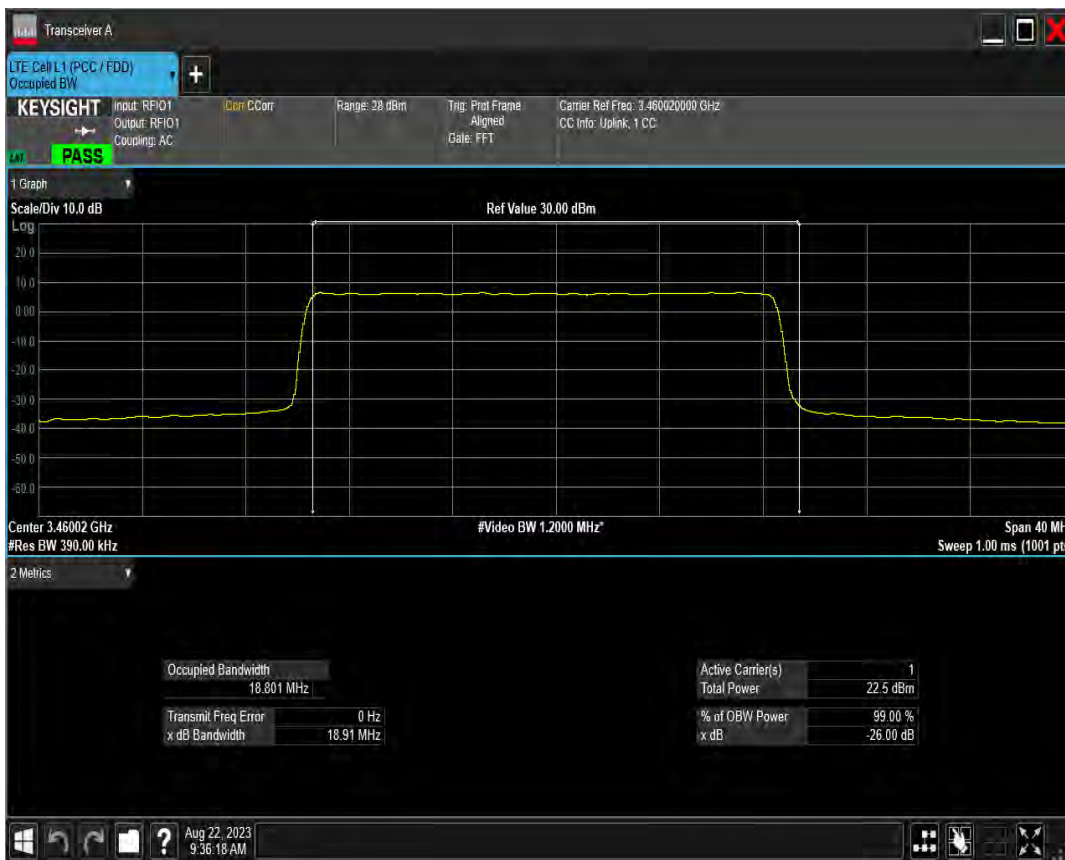 Transceiver A
LTE Cell L1 (PCC / FDD)
Occupied BW
+
KEYSIGHT
PASS
Input: RFIO1
Output: RFIO1
Coupling: AC
Corr CCorr
Range: 28 dBm
Trig: Prot Frame
Aligned
Gate: FFT
Carrier Ref Freq: 3.460020000 GHz
CC Info: Uplink, 1 CC
1 Graph
Scale/Div 10.0 dB
Ref Value 30.00 dBm
Log
20.0
10.0
0.00
-10.0
-20.0
-30.0
-40.0
-50.0
-60.0
Center 3.46002 GHz
#Video BW 1.2000 MHz*
Span 40 MH
#Res BW 390.00 kHz
Sweep 1.00 ms (1001 pt
2 Metrics
Occupied Bandwidth
18.801 MHz
Transmit Freq Error 0 Hz
x dB Bandwidth 18.91 MHz
Active Carrier(s) 1
Total Power 22.5 dBm
% of OBW Power 99.00 %
x dB -26.00 dB
?
Aug 22, 2023
9:36:18 AM